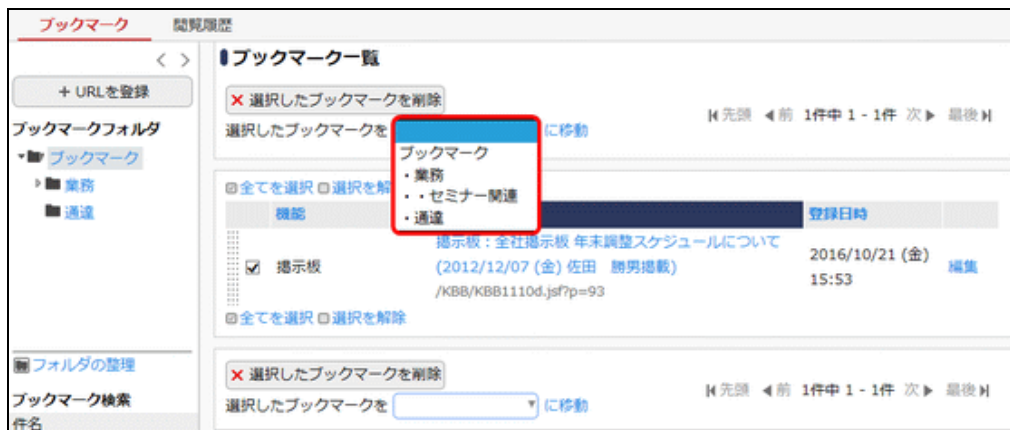 ブックマーク 閲覧履歴
< >
+ URLを登録
ブックマークフォルダ
ブックマーク
業務
通達
フォルダの整理
ブックマーク検索
件名
ブックマーク一覧
選択したブックマークを削除
選択したブックマークを に移動
先頭 前 1件中 1 - 1件 次 最後
ブックマーク
・業務
・・セミナー関連
・通達
全てを選択 選択を解
機能 登録日時
掲示板
掲示板：全社掲示板 年末調整スケジュールについて
(2012/12/07 (金) 佐田 勝男掲載)
/KBB/KBB1110d.jsf?p=93
2016/10/21 (金)
15:53
編集
全てを選択 選択を解除
選択したブックマークを削除
選択したブックマークを に移動
先頭 前 1件中 1 - 1件 次 最後